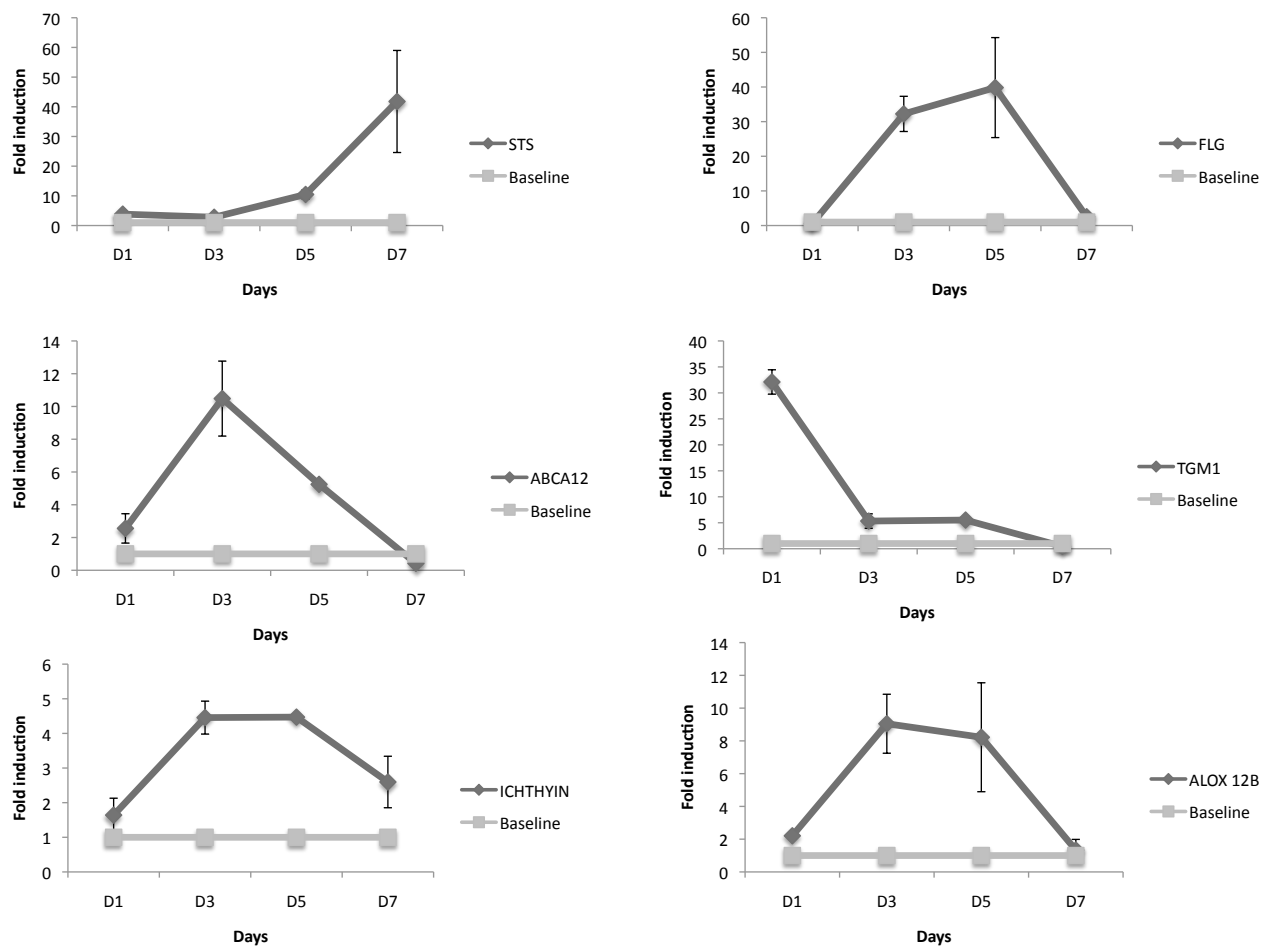 70
60
50
40
30
20
10
0
Fold induction
D1 D3 D5 D7
Days
STS
Baseline
60
50
40
30
20
10
0
Fold induction
D1 D3 D5 D7
Days
FLG
Baseline
14
12
10
8
6
4
2
0
Fold induction
D1 D3 D5 D7
Days
ABCA12
Baseline
40
35
30
25
20
15
10
5
0
Fold induction
D1 D3 D5 D7
Days
TGM1
Baseline
6
5
4
3
2
1
0
Fold induction
D1 D3 D5 D7
Days
ICHTHYIN
Baseline
14
12
10
8
6
4
2
0
Fold induction
D1 D3 D5 D7
Days
ALOX 12B
Baseline